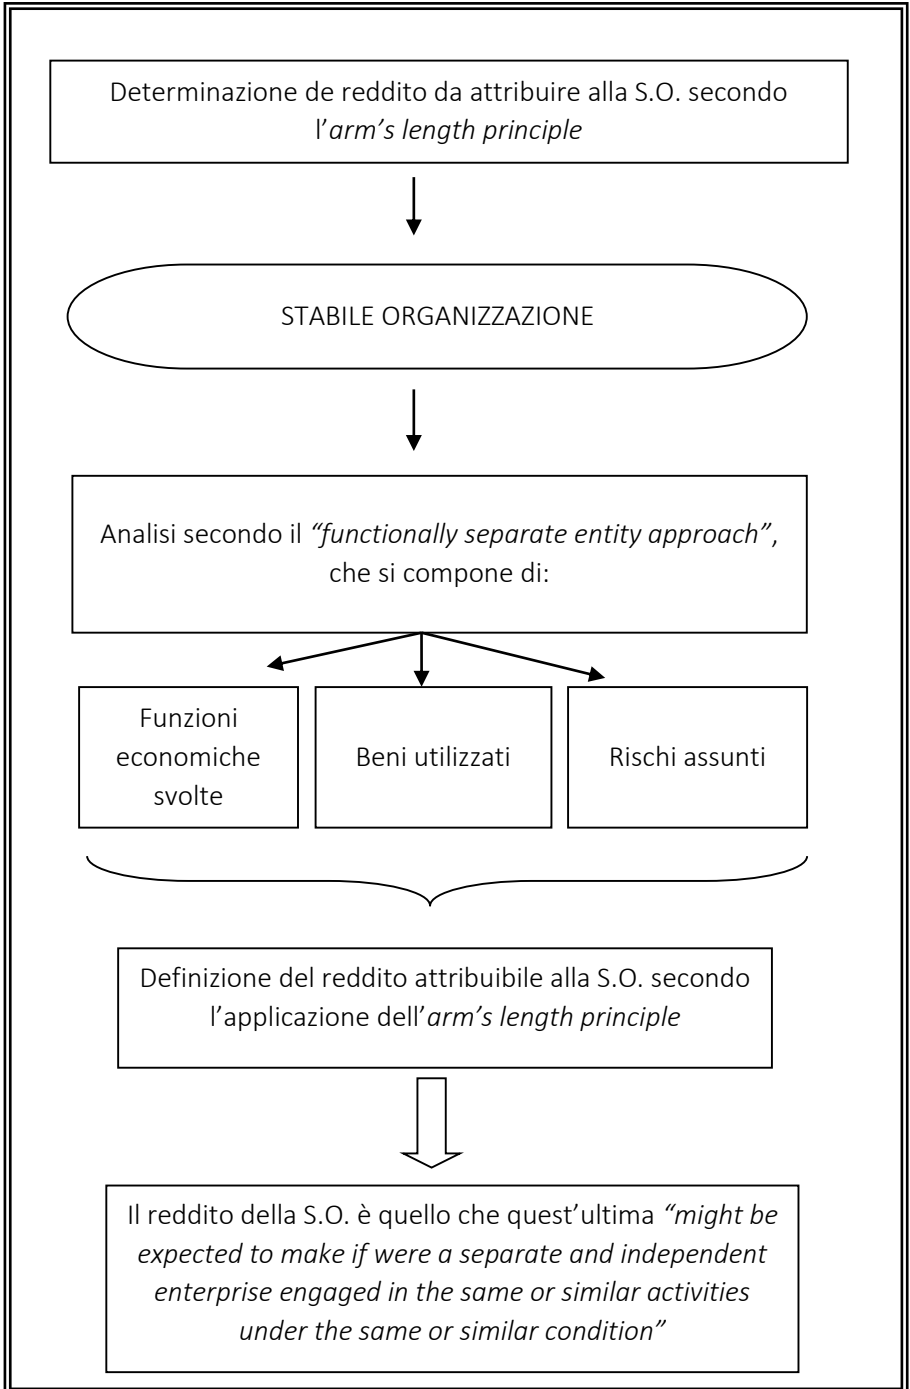 Determinazione de reddito da attribuire alla S.O. secondo
l’arm’s length principle
STABILE ORGANIZZAZIONE
Analisi secondo il “functionally separate entity approach”,
che si compone di:
Funzioni
economiche
svolte
Beni utilizzati
Rischi assunti
Definizione del reddito attribuibile alla S.O. secondo
l’applicazione dell’arm’s length principle
Il reddito della S.O. è quello che quest’ultima “might be
expected to make if were a separate and independent
enterprise engaged in the same or similar activities
under the same or similar condition”